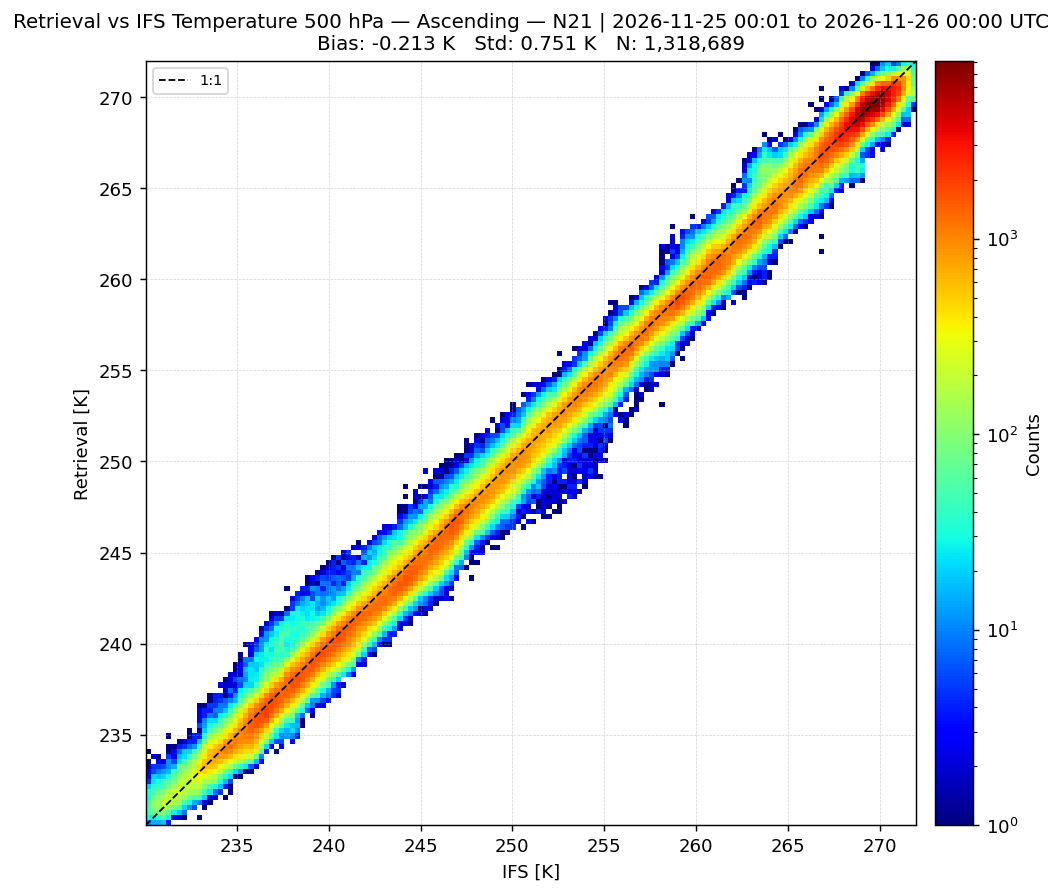 Retrieval vs IFS Temperature 500 hPa — Ascending — N21 | 2026-11-25 00:01 to 2026-11-26 00:00 UTC
Bias: -0.213 K   Std: 0.751 K   N: 1,318,689
1:1
270
265
260
255
250
245
240
235
Retrieval [K]
235 240 245 250 255 260 265 270
IFS [K]
10³
10²
10¹
10⁰
Counts